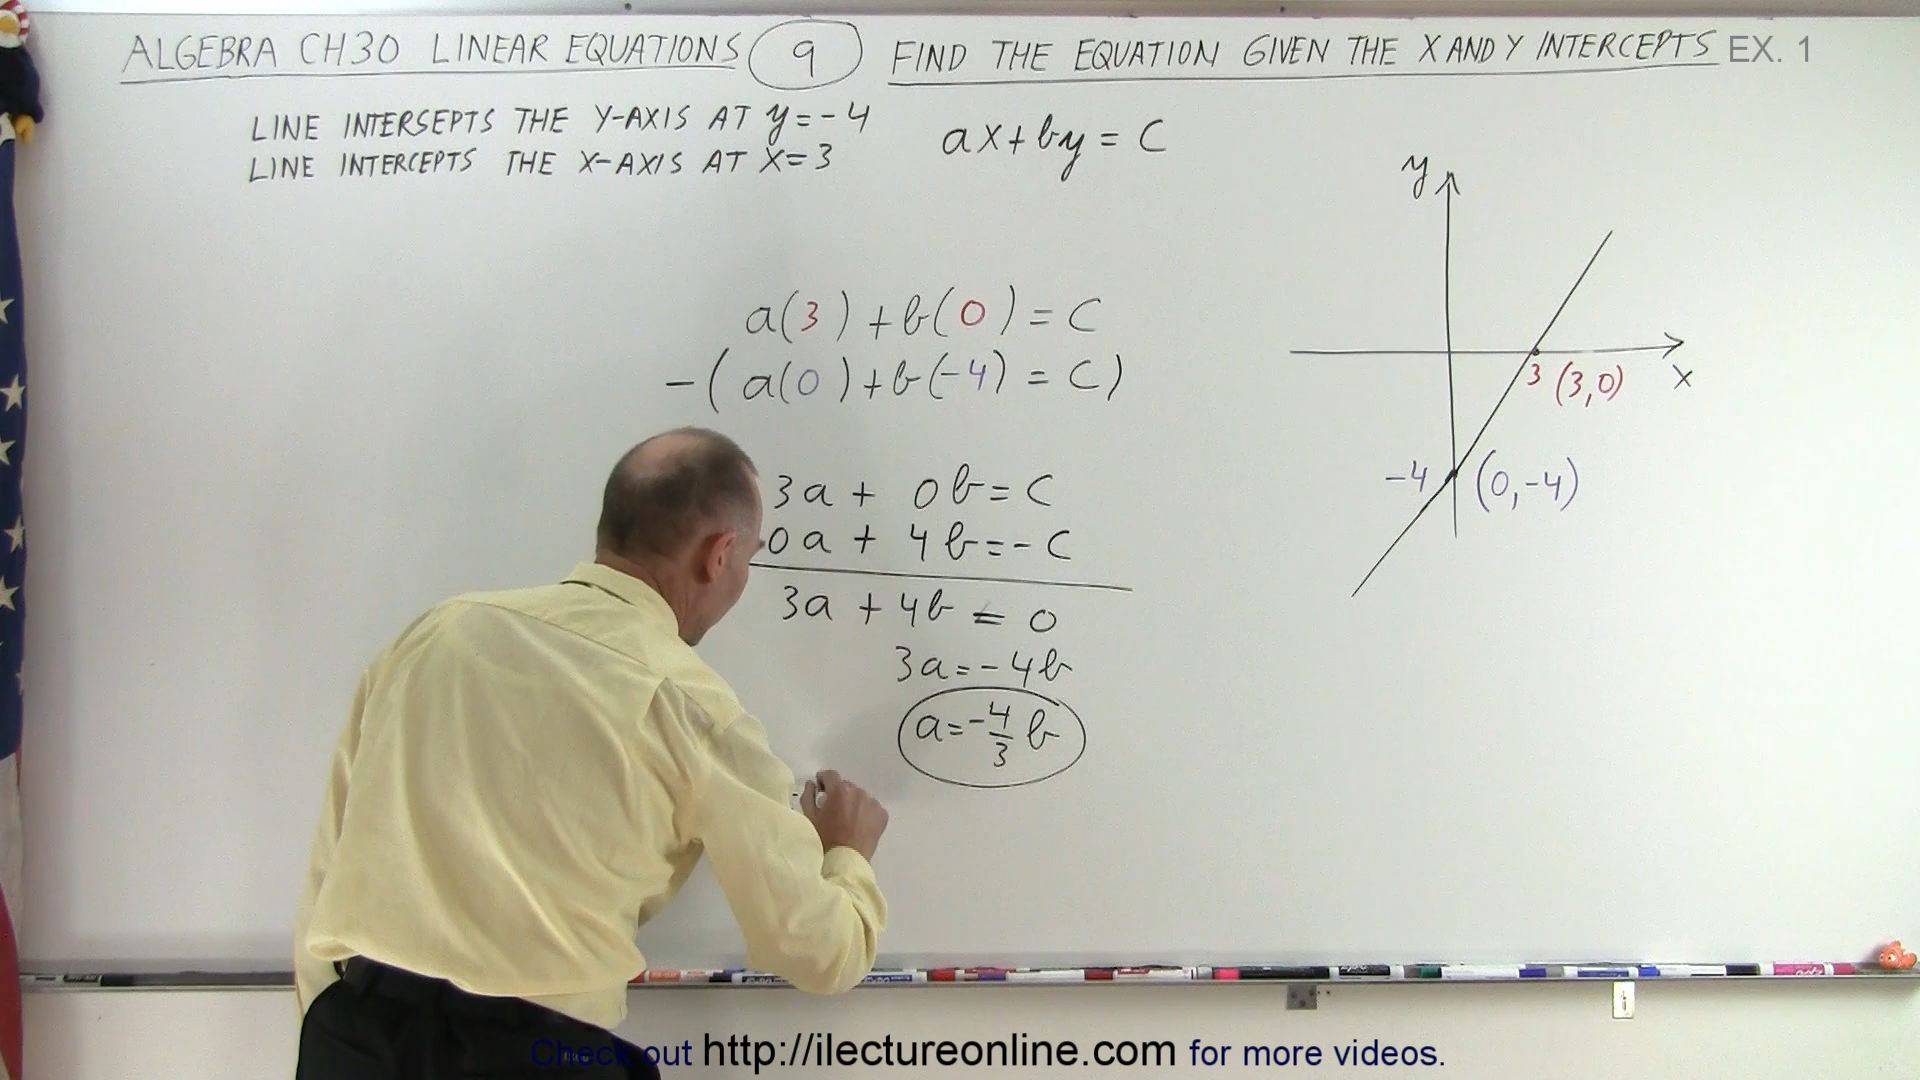 ALGEBRA CH30 LINEAR EQUATIONS 9 FIND THE EQUATION GIVEN THE X AND Y INTERCEPTS EX. 1
LINE INTERSEPTS THE Y-AXIS AT y=-4
LINE INTERCEPTS THE X-AXIS AT X=3
ax+by=C
a(3)+b(0)=C
-(a(0)+b(-4)=C)
3a+0b=C
0a+4b=-C
3a+4b=0
3a=-4b
a=-4/3 b
y
x
3 (3,0)
-4 (0,-4)
Check out http://ilectureonline.com for more videos.